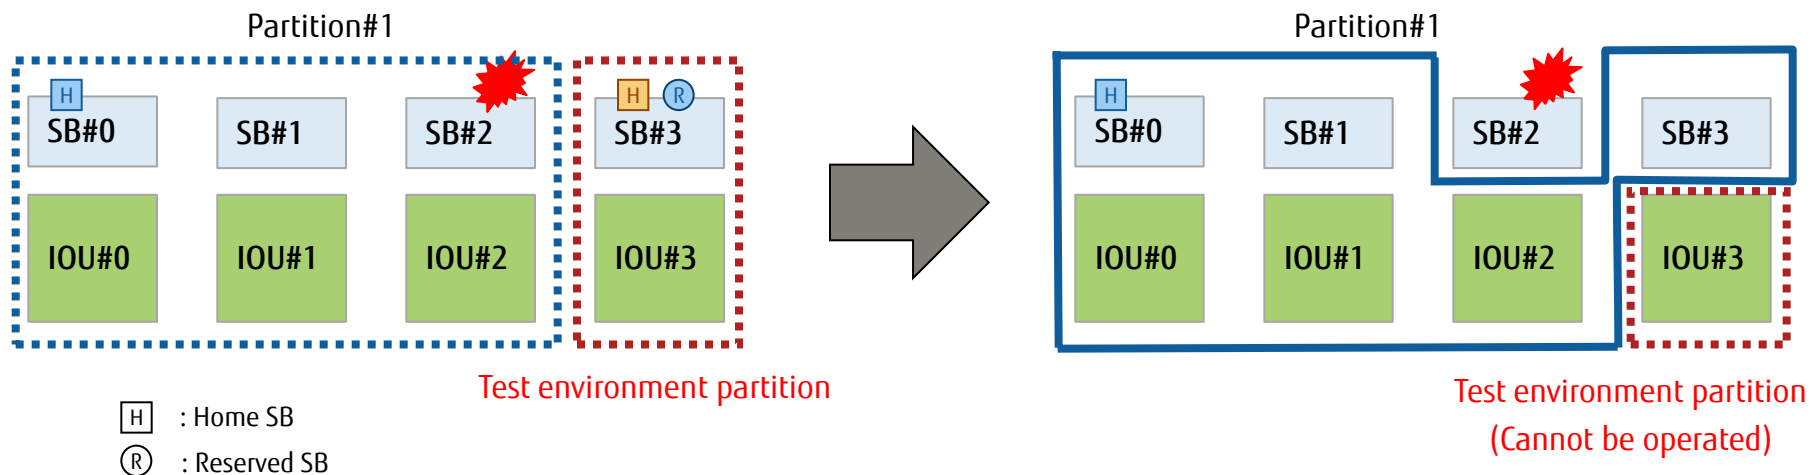 Partition#1
H
H R
SB#0 SB#1 SB#2 SB#3
IOU#0 IOU#1 IOU#2 IOU#3
Test environment partition
H : Home SB
R : Reserved SB
Partition#1
H
SB#0 SB#1 SB#2 SB#3
IOU#0 IOU#1 IOU#2 IOU#3
Test environment partition
(Cannot be operated)